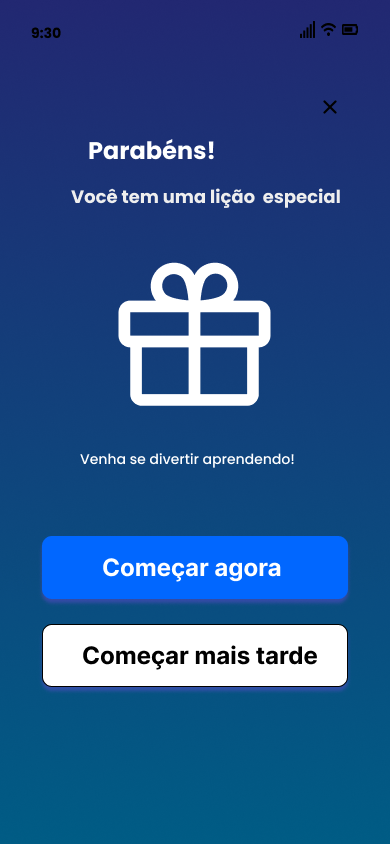 9:30
Parabéns!
Você tem uma lição especial
Venha se divertir aprendendo!
Começar agora
Começar mais tarde